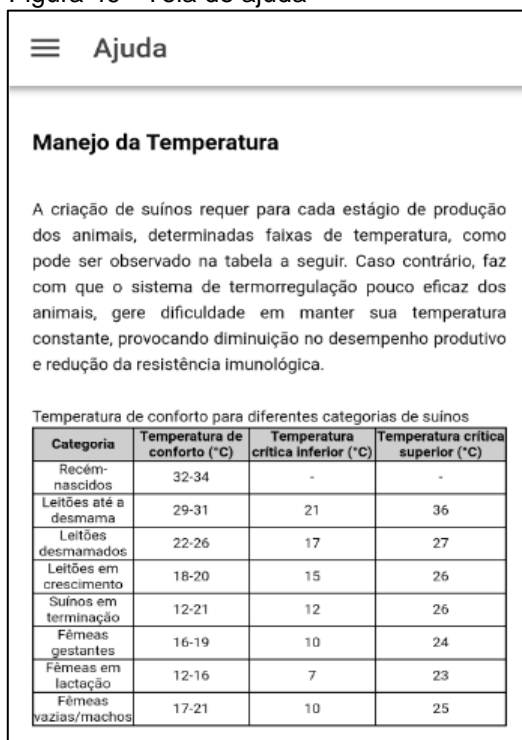 Ajuda
Manejo da Temperatura
A criação de suínos requer para cada estágio de produção
dos animais, determinadas faixas de temperatura, como
pode ser observado na tabela a seguir. Caso contrário, faz
com que o sistema de termorregulação pouco eficaz dos
animais, gere dificuldade em manter sua temperatura
constante, provocando diminuição no desempenho produtivo
e redução da resistência imunológica.
Temperatura de conforto para diferentes categorias de suínos
Categoria | Temperatura de conforto (°C) | Temperatura crítica inferior (°C) | Temperatura crítica superior (°C)
Recém-nascidos | 32-34 | - | -
Leitões até a desmama | 29-31 | 21 | 36
Leitões desmamados | 22-26 | 17 | 27
Leitões em crescimento | 18-20 | 15 | 26
Suínos em terminação | 12-21 | 12 | 26
Fêmeas gestantes | 16-19 | 10 | 24
Fêmeas em lactação | 12-16 | 7 | 23
Fêmeas vazias/machos | 17-21 | 10 | 25